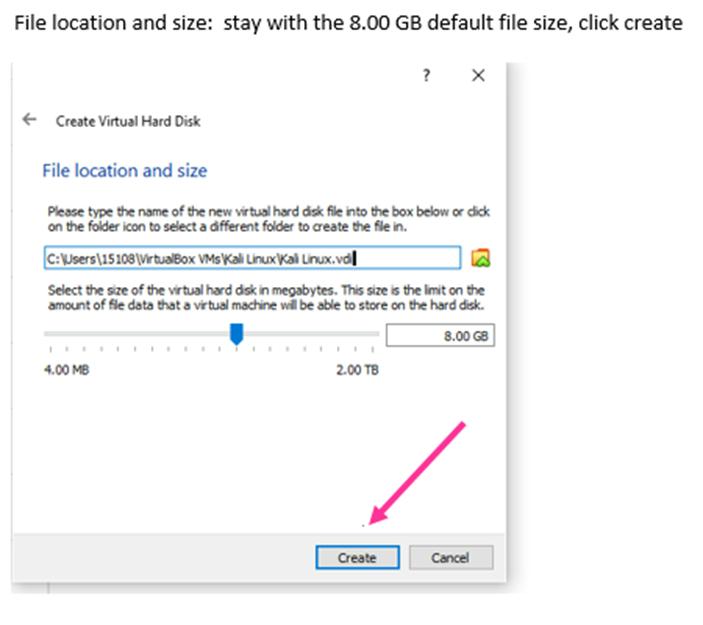 File location and size:  stay with the 8.00 GB default file size, click create
?
Create Virtual Hard Disk
File location and size
Please type the name of the new virtual hard disk file into the box below or click
on the folder icon to select a different folder to create the file in.
C:\Users\15108\VirtualBox VMs\Kali Linux\Kali Linux.vdi
Select the size of the virtual hard disk in megabytes. This size is the limit on the
amount of file data that a virtual machine will be able to store on the hard disk.
8.00 GB
4.00 MB 2.00 TB
Create Cancel